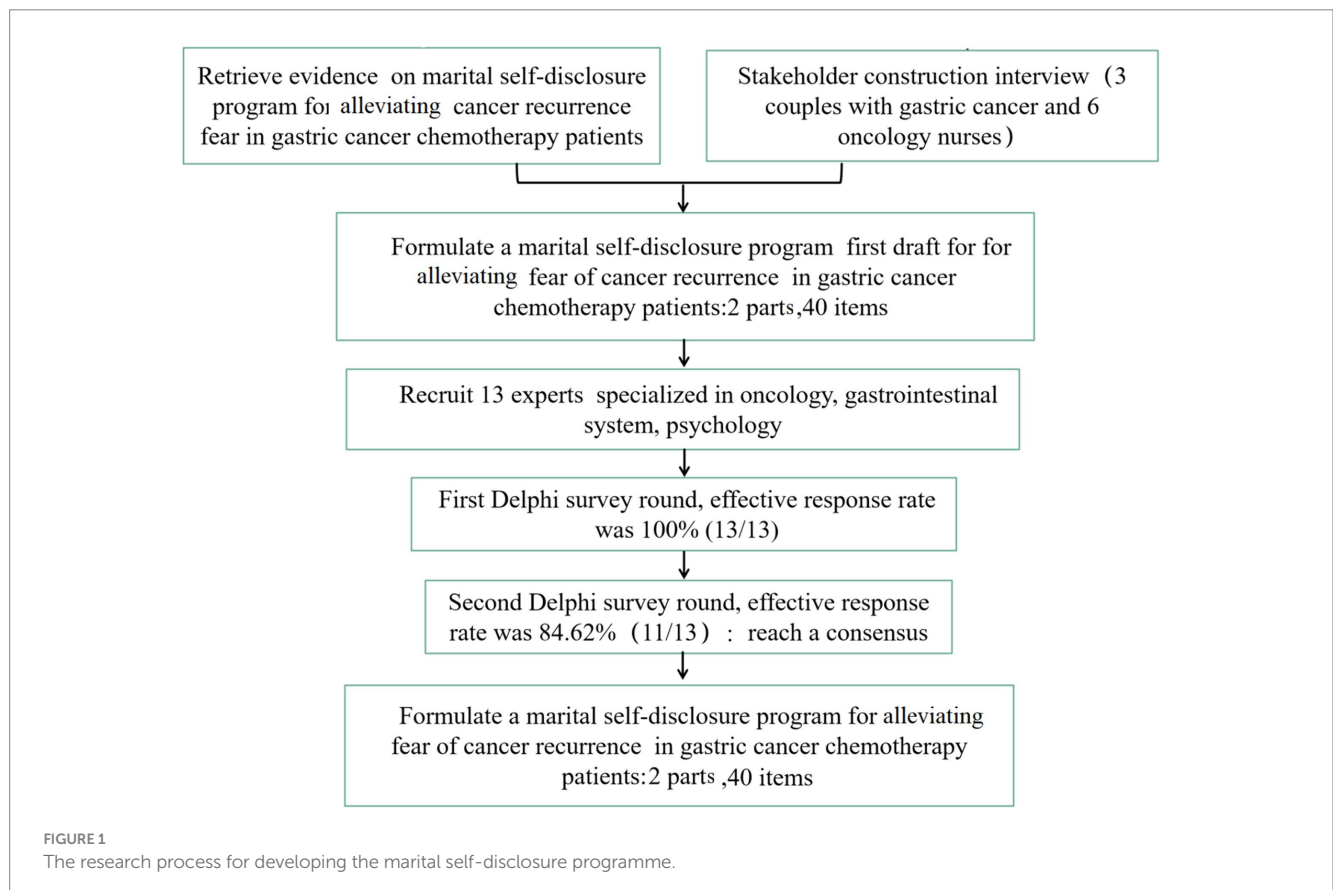 Retrieve evidence on marital self-disclosure
program for alleviating cancer recurrence
fear in gastric cancer chemotherapy patients
Stakeholder construction interview (3
couples with gastric cancer and 6
oncology nurses)
Formulate a marital self-disclosure program first draft for for
alleviating fear of cancer recurrence in gastric cancer
chemotherapy patients:2 parts,40 items
Recruit 13 experts specialized in oncology, gastrointestinal
system, psychology
First Delphi survey round, effective response rate
was 100% (13/13)
Second Delphi survey round, effective response
rate was 84.62% (11/13) : reach a consensus
Formulate a marital self-disclosure program for alleviating
fear of cancer recurrence in gastric cancer chemotherapy
patients:2 parts ,40 items
FIGURE 1
The research process for developing the marital self-disclosure programme.